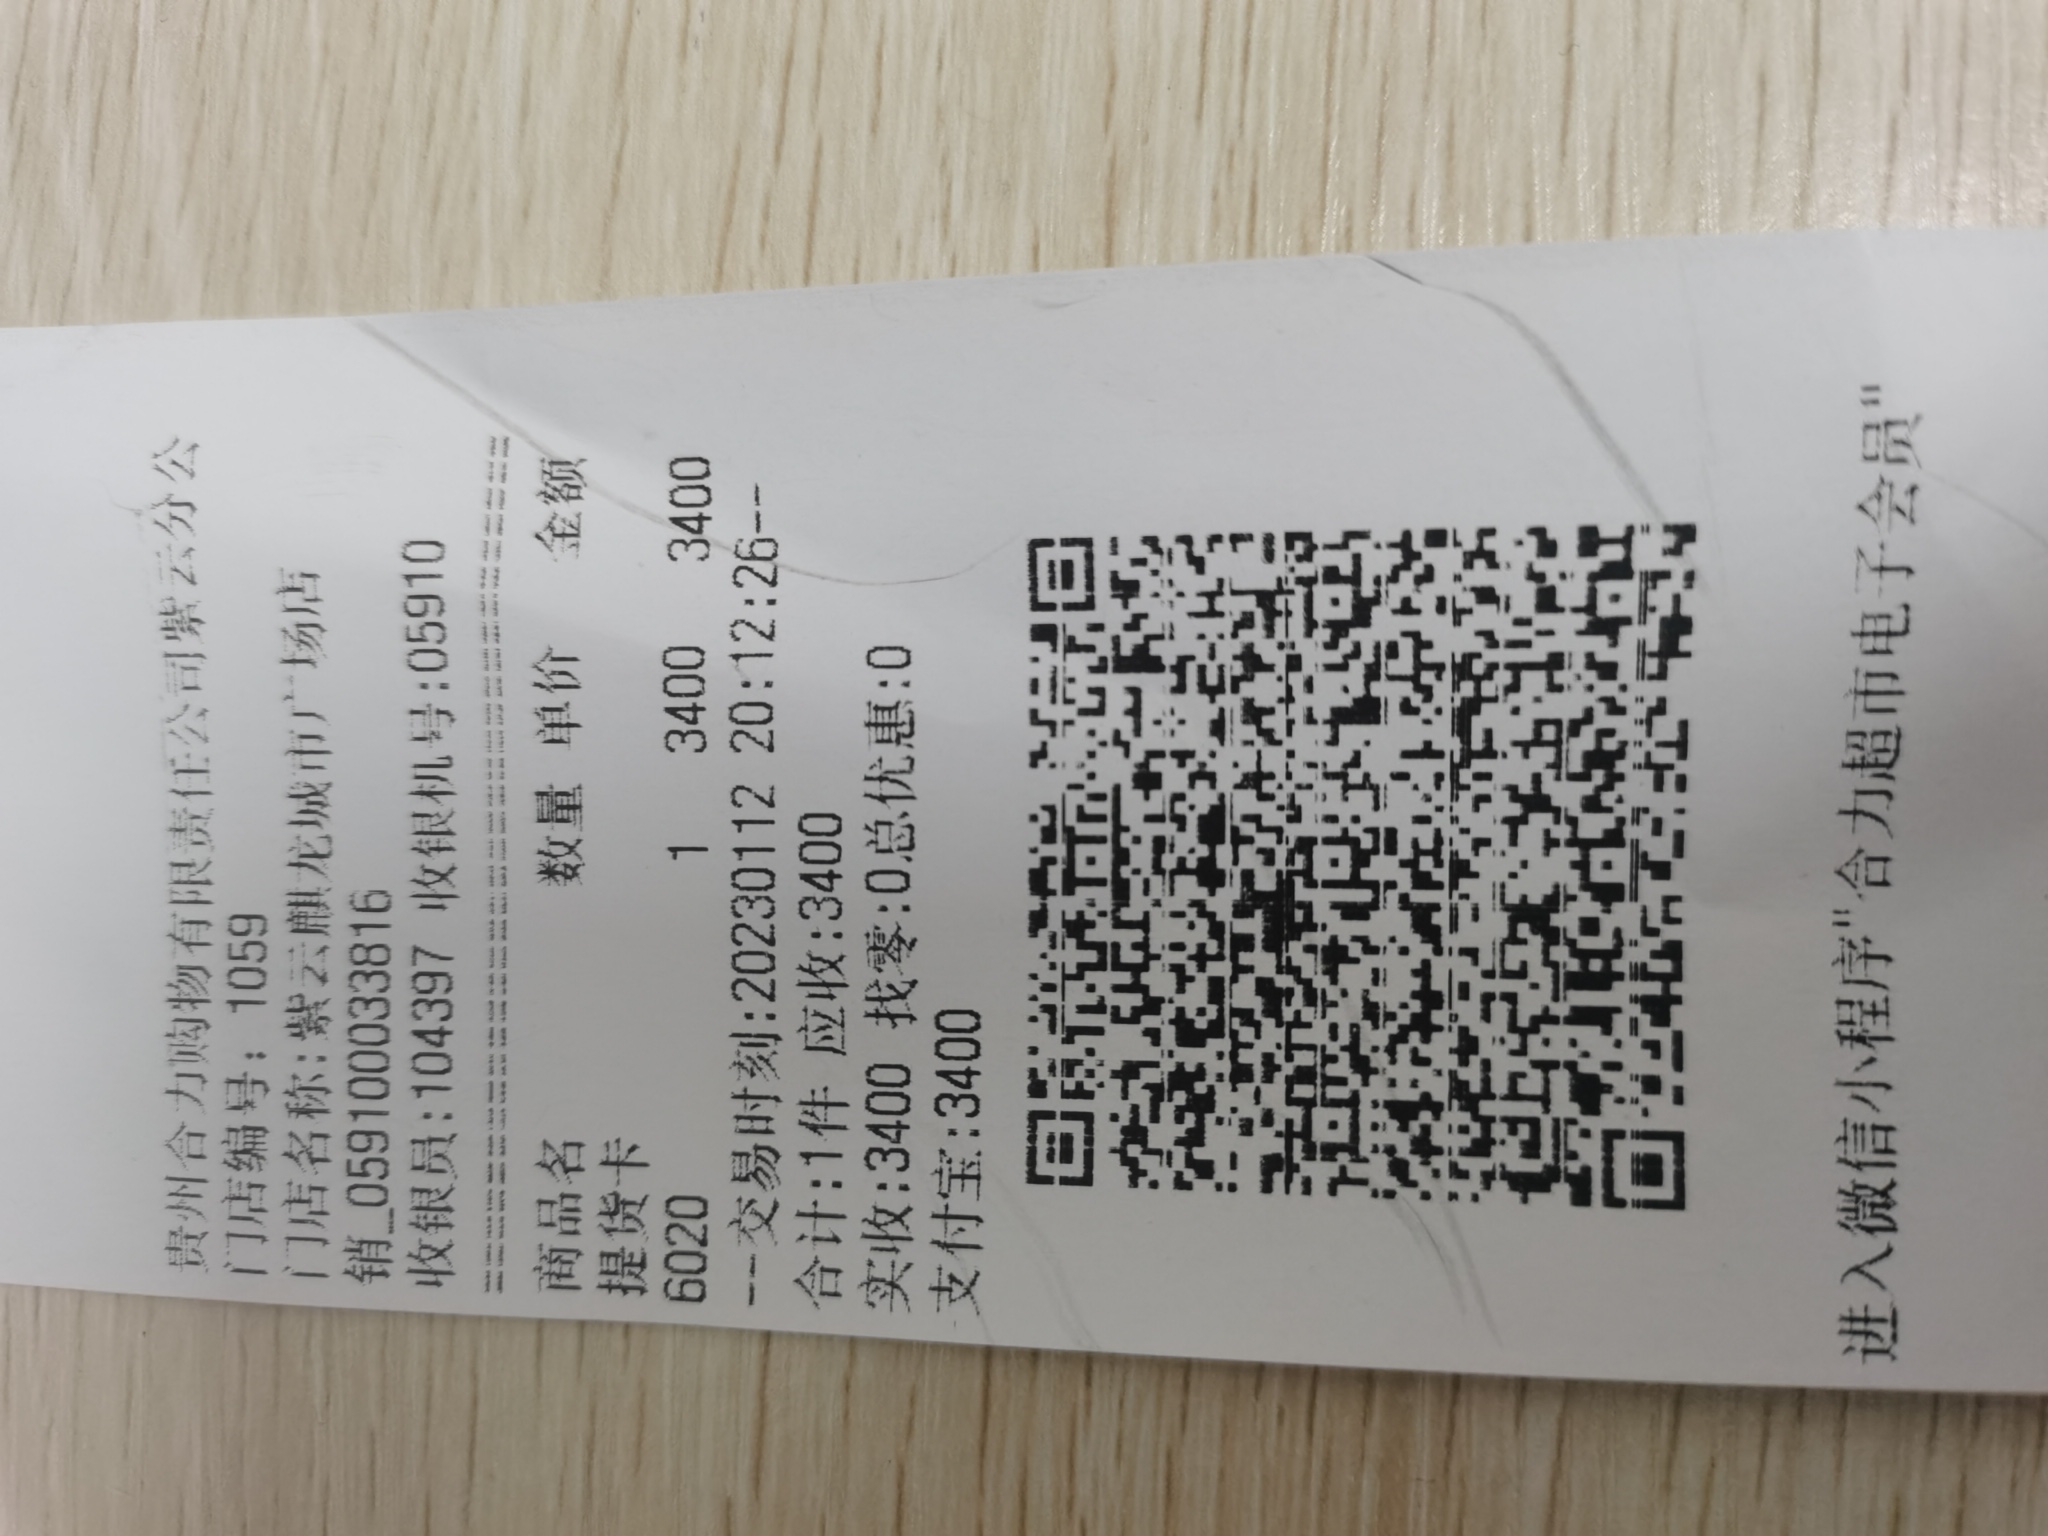 贵州合力购物有限责任公司紫云分公
门店编号: 1059
门店名称:紫云麒龙城市广场店
销_0591000033816
收银员:104397 收银机号:05910
商品名 数量 单价 金额
提货卡
6020 1 3400 3400
---交易时刻:20230112 20:12:26---
合计:1件 应收:3400
实收:3400 找零:0总优惠:0
支付宝:3400
进入微信小程序"合力超市电子会员"